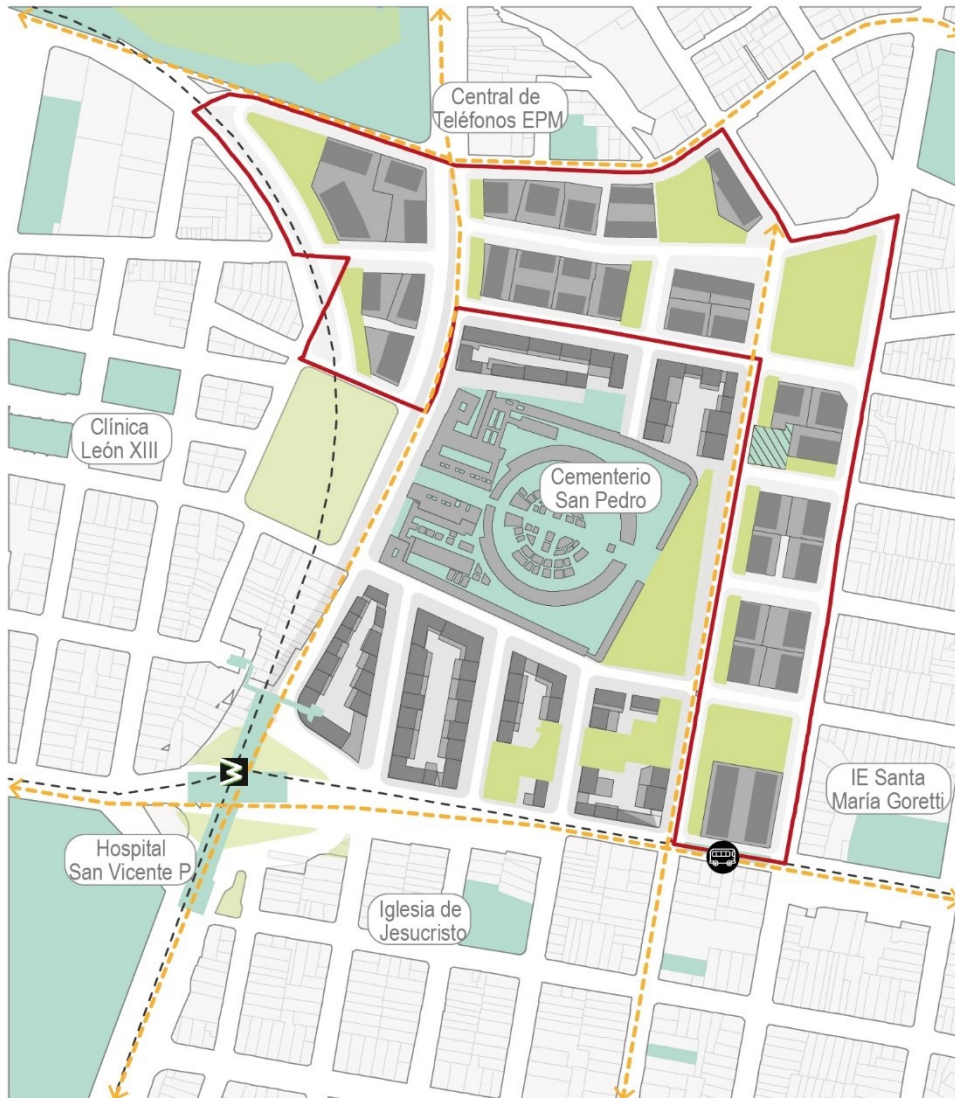 Central de
Teléfonos EPM
Clínica
León XIII
Cementerio
San Pedro
IE Santa
María Goretti
Hospital
San Vicente P.
Iglesia de
Jesucristo